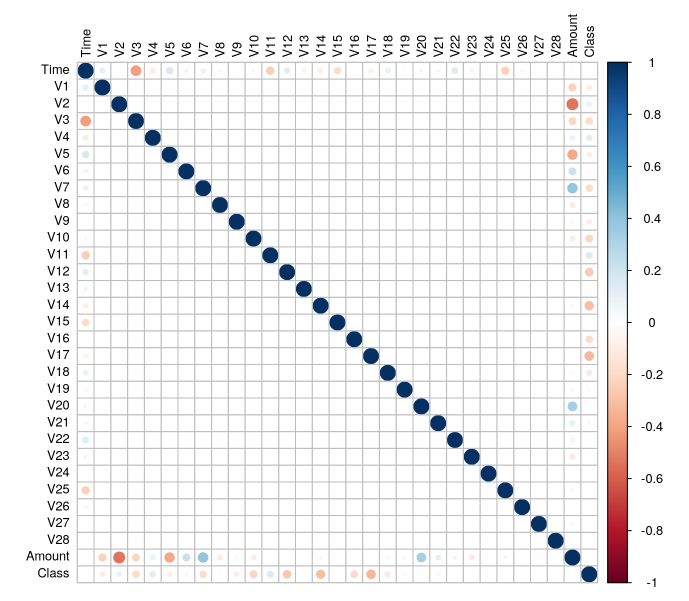 Time V1 V2 V3 V4 V5 V6 V7 V8 V9 V10 V11 V12 V13 V14 V15 V16 V17 V18 V19 V20 V21 V22 V23 V24 V25 V26 V27 V28 Amount Class
Time
V1
V2
V3
V4
V5
V6
V7
V8
V9
V10
V11
V12
V13
V14
V15
V16
V17
V18
V19
V20
V21
V22
V23
V24
V25
V26
V27
V28
Amount
Class
1
0.8
0.6
0.4
0.2
0
-0.2
-0.4
-0.6
-0.8
-1